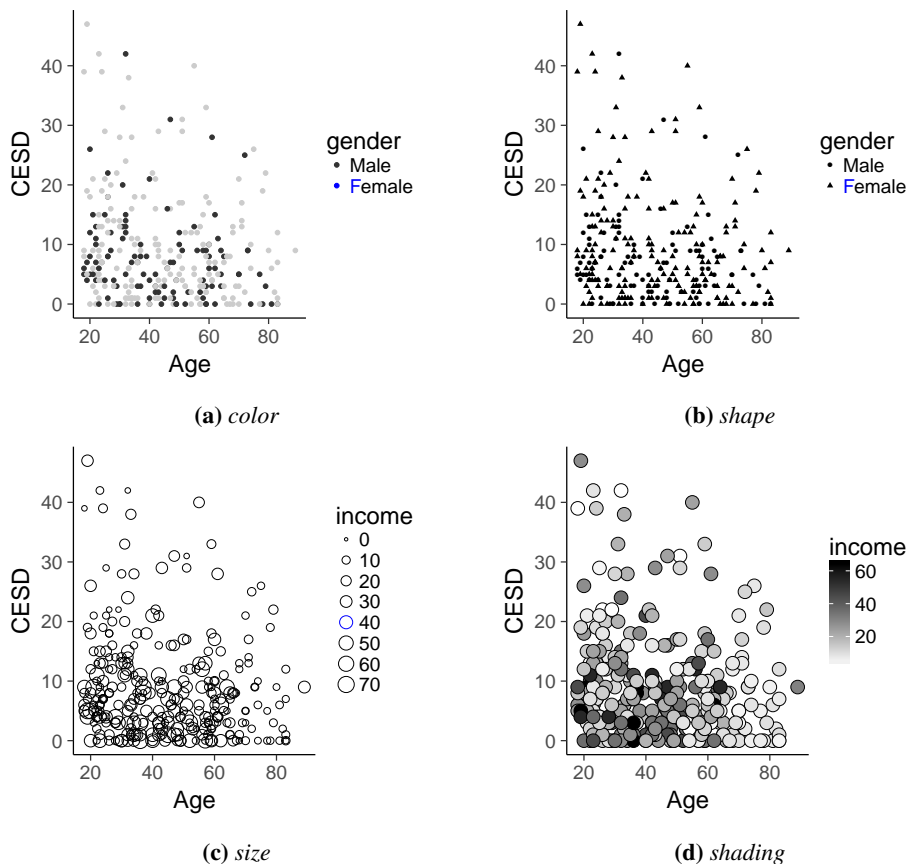 40
30
20
10
0
CESD
20 40 60 80
Age
gender
Male
Female
(a) color
40
30
20
10
0
CESD
20 40 60 80
Age
gender
Male
Female
(b) shape
40
30
20
10
0
CESD
20 40 60 80
Age
income
0
10
20
30
40
50
60
70
(c) size
40
30
20
10
0
CESD
20 40 60 80
Age
income
60
40
20
(d) shading